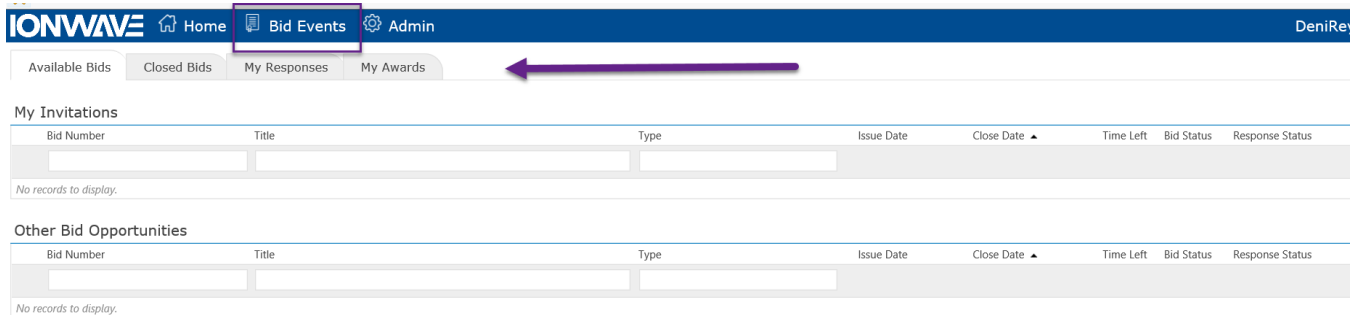 IONWAVE Home Bid Events Admin DeniRey
Available Bids Closed Bids My Responses My Awards
My Invitations
Bid Number Title Type Issue Date Close Date Time Left Bid Status Response Status
No records to display.
Other Bid Opportunities
Bid Number Title Type Issue Date Close Date Time Left Bid Status Response Status
No records to display.